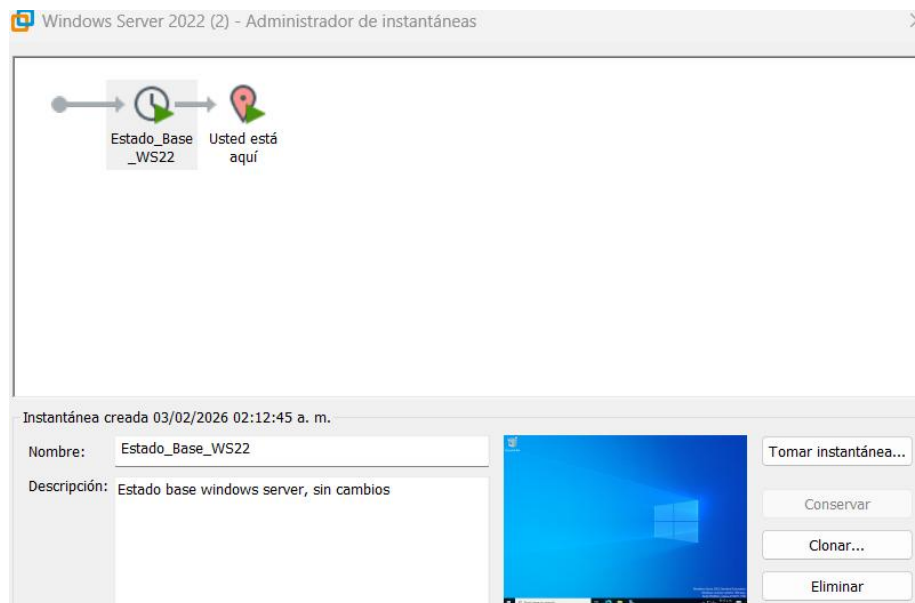 Windows Server 2022 (2) - Administrador de instantáneas
Estado_Base
_WS22
Usted está
aquí
Instantánea creada 03/02/2026 02:12:45 a. m.
Nombre:
Estado_Base_WS22
Tomar instantánea...
Descripción:
Estado base windows server, sin cambios
Conservar
Clonar...
Eliminar